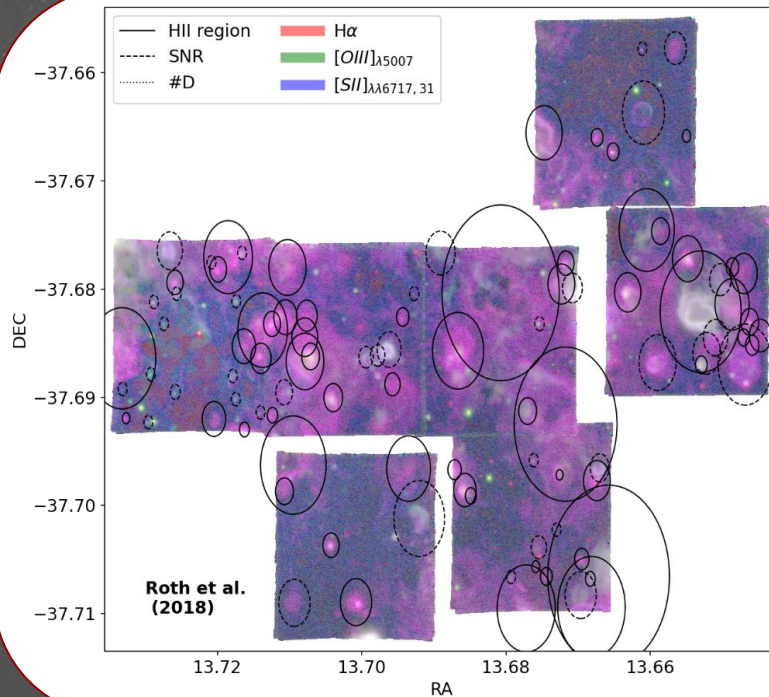 HII region
SNR
#D
Hα
[OIII]λ5007
[SII]λλ6717,31
−37.66
−37.67
−37.68
−37.69
−37.70
−37.71
DEC
Roth et al.
(2018)
13.72 13.70 13.68 13.66
RA